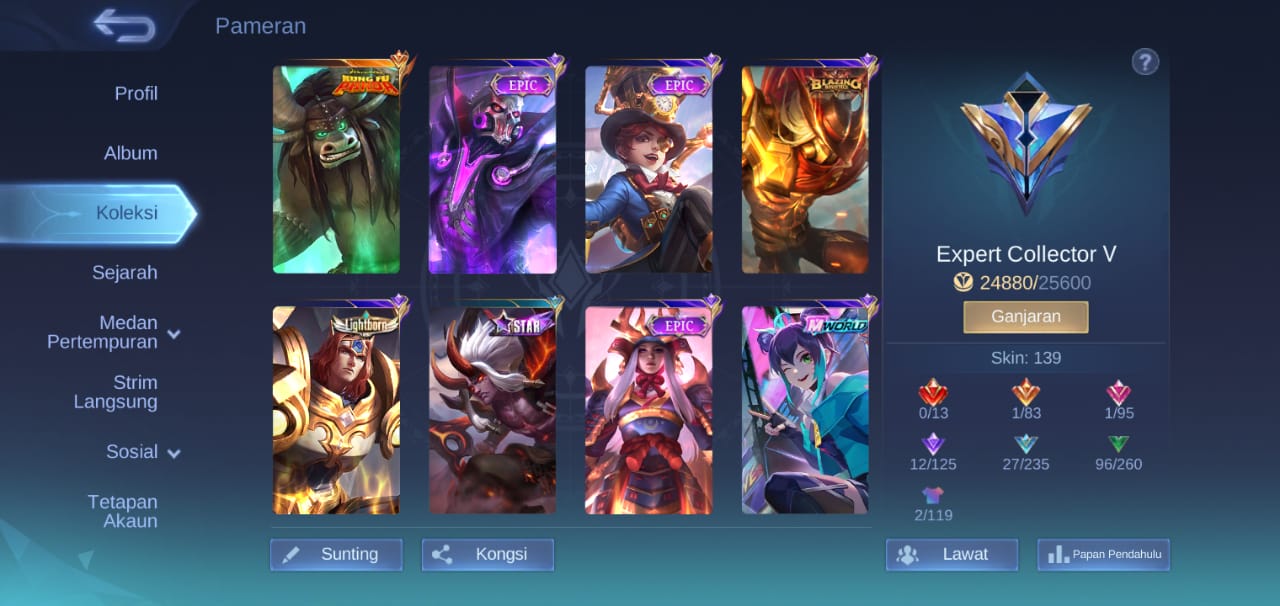 Pameran
Profil
Album
Koleksi
Sejarah
Medan
Pertempuran
Strim
Langsung
Sosial
Tetapan
Akaun
KUNG FU
PANDA
EPIC
EPIC
BLAZING
Lightborn
STAR
EPIC
MWORLD
Sunting
Kongsi
?
Expert Collector V
24880/25600
Ganjaran
Skin: 139
0/13
1/83
1/95
12/125
27/235
96/260
2/119
Lawat
Papan Pendahulu